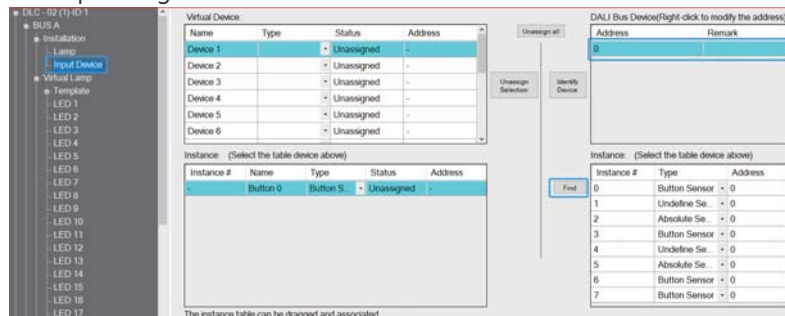 DLC - 02 (1)-ID 1
BUS A
Installation
Lamp
Input Device
Virtual Lamp
Template
LED 1
LED 2
LED 3
LED 4
LED 5
LED 6
LED 7
LED 8
LED 9
LED 10
LED 11
LED 12
LED 13
LED 14
LED 15
LED 16
LED 17
Virtual Device:
Name Type Status Address
Device 1 Unassigned -
Device 2 Unassigned -
Device 3 Unassigned -
Device 4 Unassigned -
Device 5 Unassigned -
Device 6 Unassigned -
Instance: (Select the table device above)
Instance # Name Type Status Address
- Button 0 Button S... Unassigned -
The instance table can be dragged and associated
Unassign all
Unassign Selection
Identify Device
Find
DALI Bus Device(Right-click to modify the address)
Address Remark
0
Instance: (Select the table device above)
Instance # Type Address
0 Button Sensor 0
1 Undefine Se... 0
2 Absolute Se... 0
3 Button Sensor 0
4 Undefine Se... 0
5 Absolute Se... 0
6 Button Sensor 0
7 Button Sensor 0